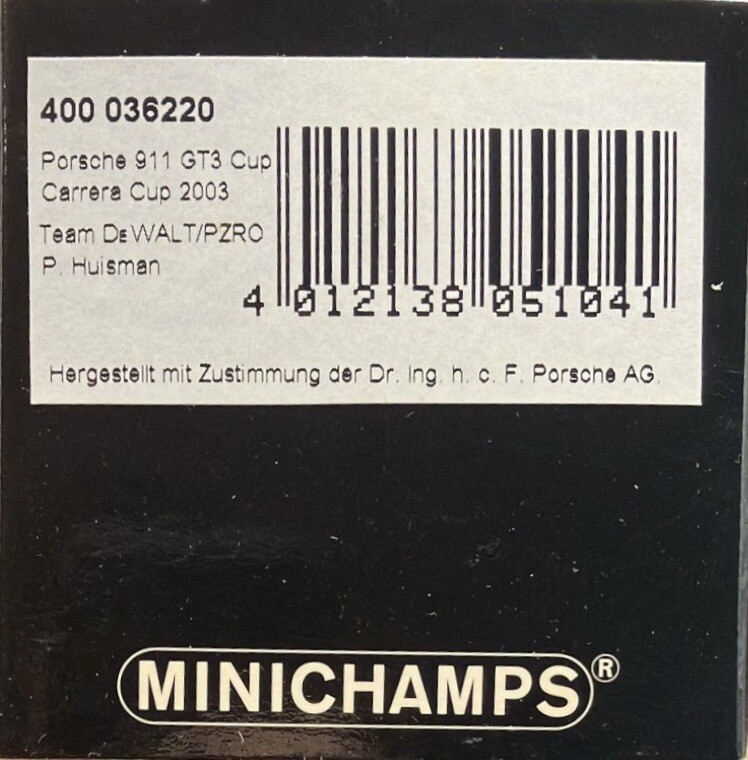 400 036220
Porsche 911 GT3 Cup
Carrera Cup 2003
Team DEWALT/PZRO
P. Huisman
4 012138 051041
Hergestellt mit Zustimmung der Dr. Ing. h. c. F. Porsche AG.
MINICHAMPS®